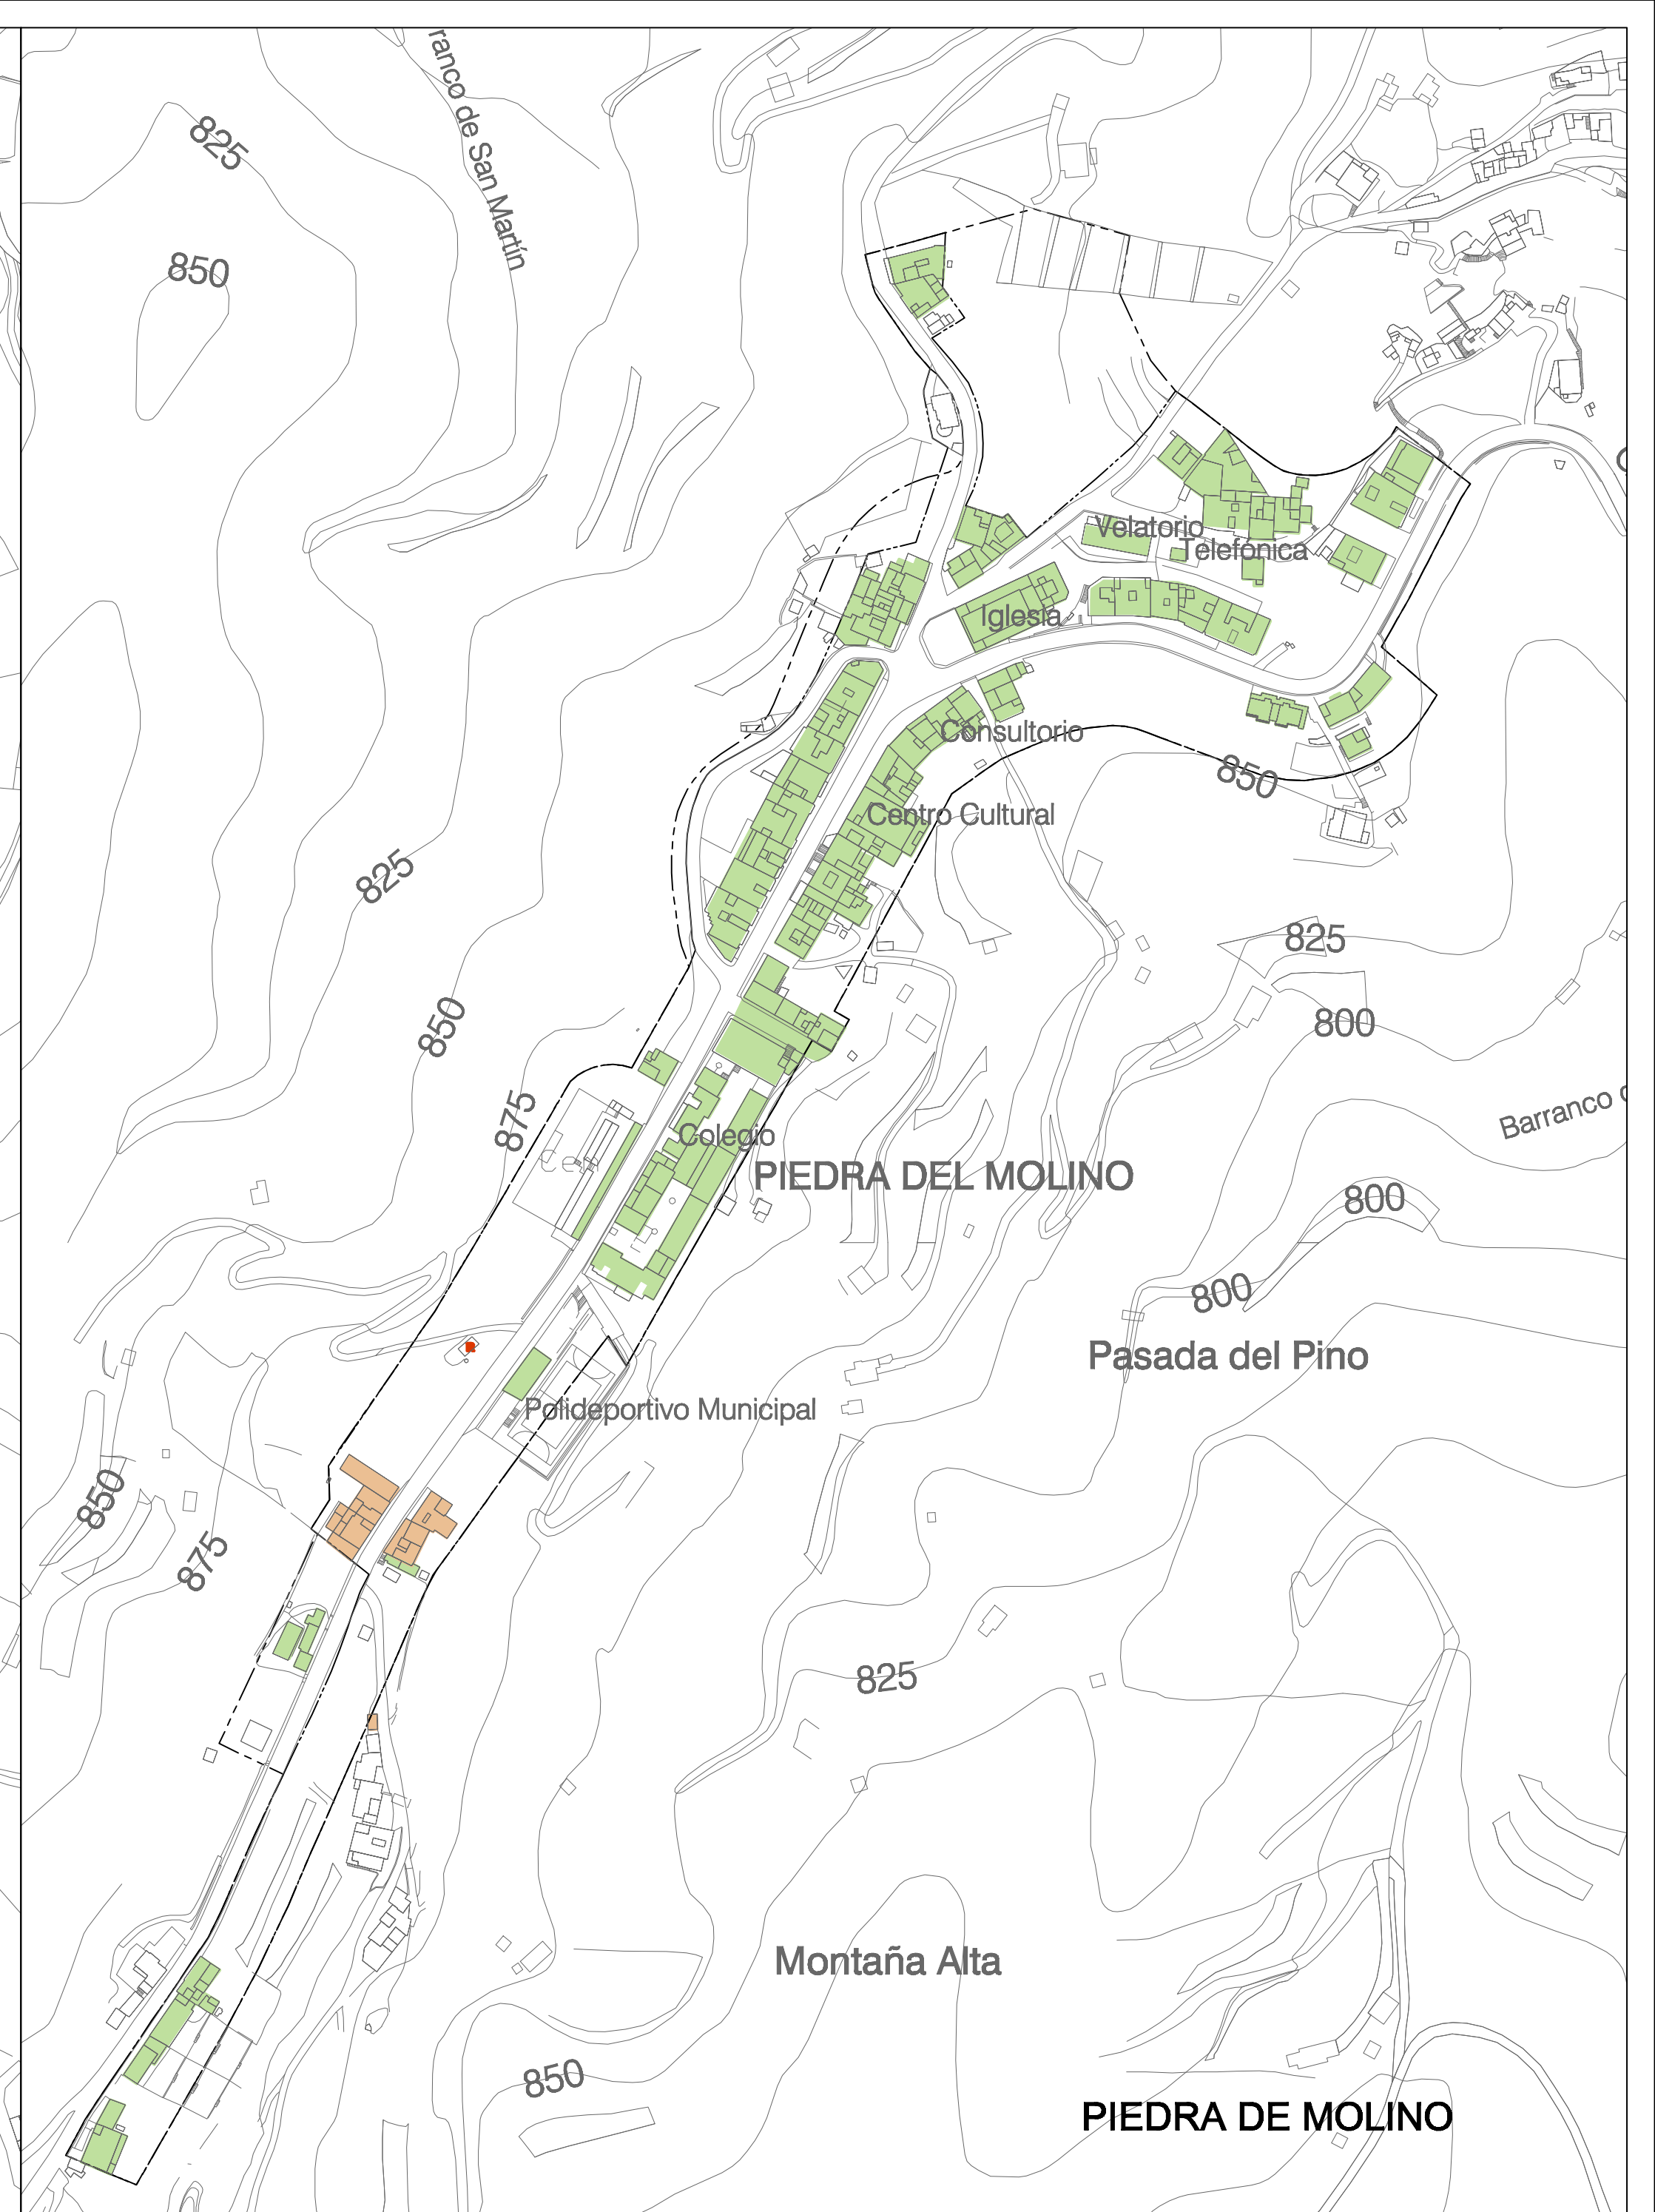 ranco de San Martín
825
850
Velatorio
Telefónica
Iglesia
Consultorio
850
Centro Cultural
825
825
850
800
875
Barranco
Colegio
PIEDRA DEL MOLINO
800
800
Pasada del Pino
Polideportivo Municipal
850
875
825
Montaña Alta
850
PIEDRA DE MOLINO